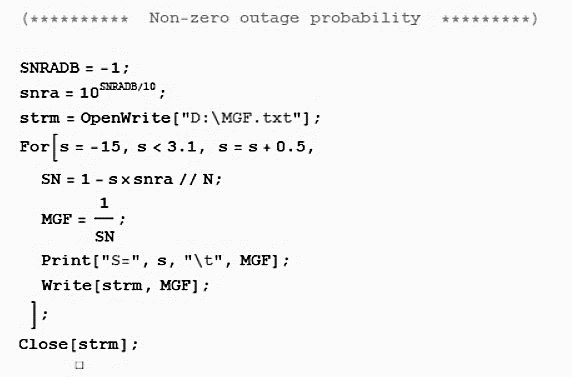 (********** Non-zero outage probability *********)
SNRADB = -1;
snra = 10^SNRADB/10;
strm = OpenWrite["D:\MGF.txt"];
For[s = -15, s < 3.1, s = s + 0.5,
SN = 1 - s × snra // N;
MGF = 1/SN;
Print["S=", s, "\t", MGF];
Write[strm, MGF];
];
Close[strm];